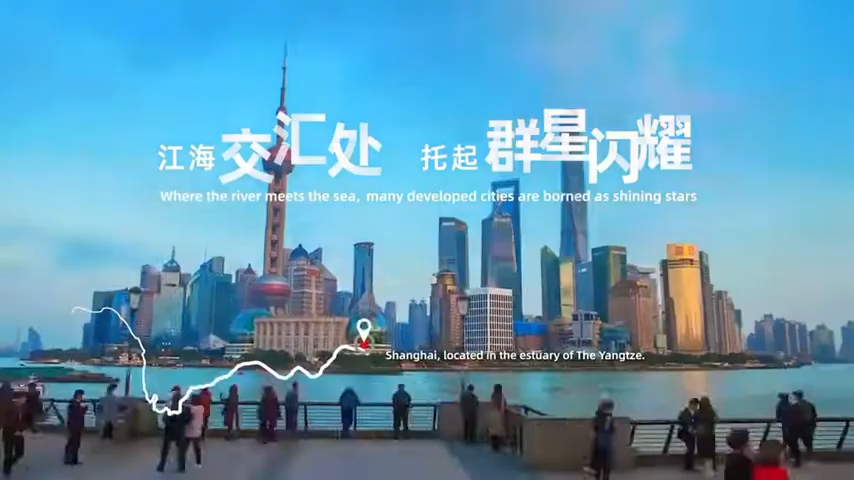 江海交汇处 托起群星闪耀
Where the river meets the sea, many developed cities are borned as shining stars
Shanghai, located in the estuary of The Yangtze.